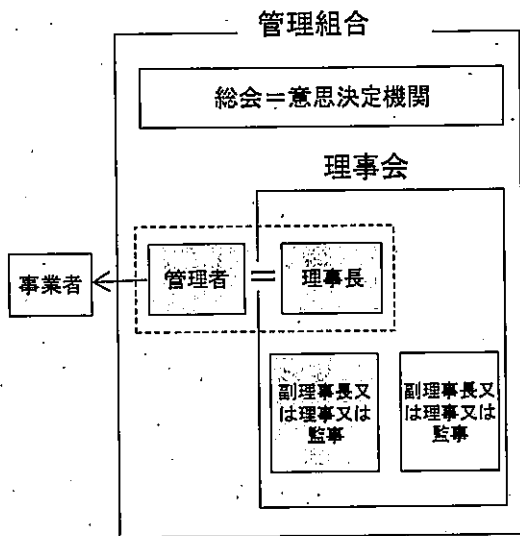 管理組合
総会＝意思決定機関
理事会
事業者
管理者
＝
理事長
副理事長又
は理事又は
監事
副理事長又
は理事又は
監事